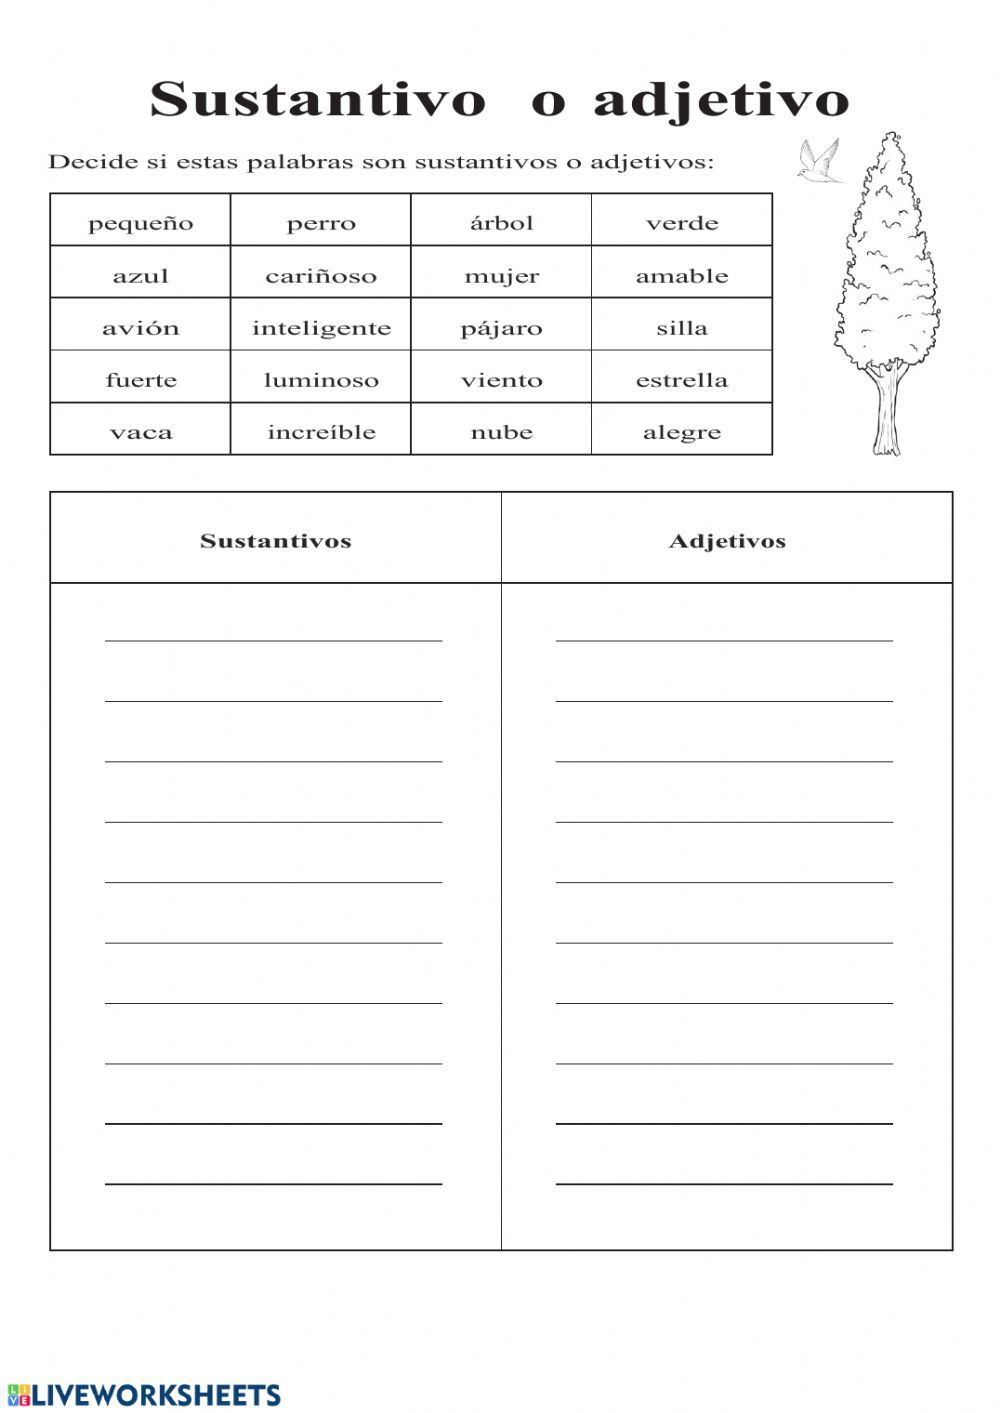 Sustantivo o adjetivo
Decide si estas palabras son sustantivos o adjetivos:
pequeño perro árbol verde
azul cariñoso mujer amable
avión inteligente pájaro silla
fuerte luminoso viento estrella
vaca increíble nube alegre
Sustantivos Adjetivos
LIVE LIVEWORKSHEETS